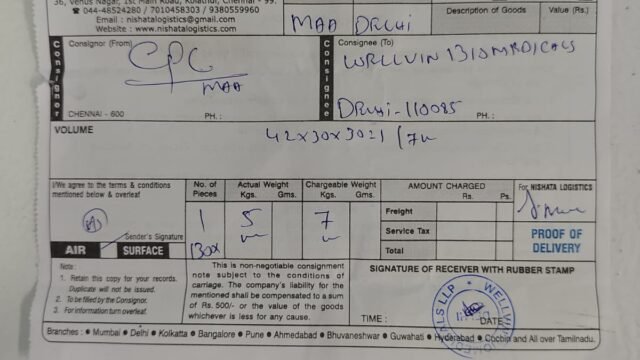 36, Venus Nagar, 1st Main Road, Kolathur, Chennai - 99.
☎ 044-48524280 / 7010458303 / 9380559960
Email : nishatalogistics@gmail.com
Website : www.nishatalogistics.com
MAA DELHI
Description of Goods
Value (Rs.)
Consignor
Consignor (From)
CPC
MAA
CHENNAI - 600
PH. :
Consignee
Consignee (To)
WELLVIN BIOMEDICALS
DELHI-110085
PH. :
VOLUME
42x30x30
I/We agree to the terms & conditions mentioned below & overleaf
Sender's Signature
AIR
SURFACE
No. of Pieces
1
BOX
Actual Weight
Kgs. Gms.
5
Chargeable Weight
Kgs. Gms.
7
AMOUNT CHARGED
Rs. Ps.
Freight
Service Tax
Total
For NISHATA LOGISTICS
PROOF OF DELIVERY
Note :
1. Retain this copy for your records.
Duplicate will not be issued.
2. To be filled by the Consignor.
3. For information turn overleaf.
This is non-negotiable consignment
note subject to the conditions of
carriage. The company's liability for the
mentioned shall be compensated to a sum
of Rs. 500/- or the value of the goods
whichever is less for any cause.
SIGNATURE OF RECEIVER WITH RUBBER STAMP
TIME :
DATE
Branches : ● Mumbai ● Delhi ● Kolkatta ● Bangalore ● Pune ● Ahmedabad ● Bhuvaneshwar ● Guwahati ● Hyderabad ● Cochin and All over Tamilnadu.